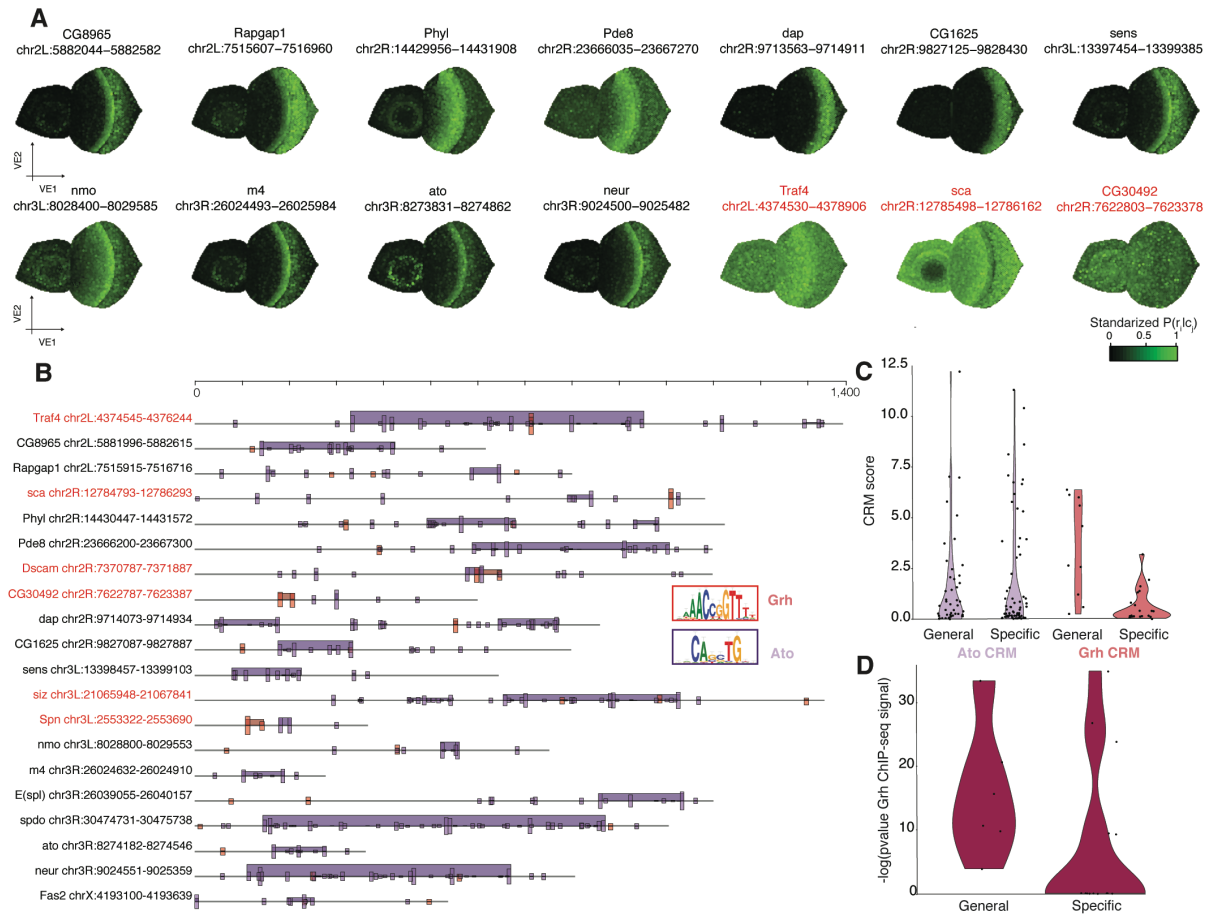 A
CG8965
chr2L:5882044–5882582
Rapgap1
chr2L:7515607–7516960
Phyl
chr2R:14429956–14431908
Pde8
chr2R:23666035–23667270
dap
chr2R:9713563–9714911
CG1625
chr2R:9827125–9828430
sens
chr3L:13397454–13399385
VE2
VE1
nmo
chr3L:8028400–8029585
m4
chr3R:26024493–26025984
ato
chr3R:8273831–8274862
neur
chr3R:9024500–9025482
Traf4
chr2L:4374530–4378906
sca
chr2R:12785498–12786162
CG30492
chr2R:7622803–7623378
VE2
VE1
Standarized P(r_i|c_j)
0 0.5 1
B
0 1,400
Traf4 chr2L:4374545-4376244
CG8965 chr2L:5881996-5882615
Rapgap1 chr2L:7515915-7516716
sca chr2R:12784793-12786293
Phyl chr2R:14430447-14431572
Pde8 chr2R:23666200-23667300
Dscam chr2R:7370787-7371887
CG30492 chr2R:7622787-7623387
dap chr2R:9714073-9714934
CG1625 chr2R:9827087-9827887
sens chr3L:13398457-13399103
siz chr3L:21065948-21067841
Spn chr3L:2553322-2553690
nmo chr3L:8028800-8029553
m4 chr3R:26024632-26024910
E(spl) chr3R:26039055-26040157
spdo chr3R:30474731-30475738
ato chr3R:8274182-8274546
neur chr3R:9024551-9025359
Fas2 chrX:4193100-4193639
Grh
Ato
C
CRM score
12.5
10.0
7.5
5.0
2.5
0.0
General Specific General Specific
Ato CRM Grh CRM
D
-log(pvalue Grh ChIP-seq signal)
30
20
10
0
General Specific